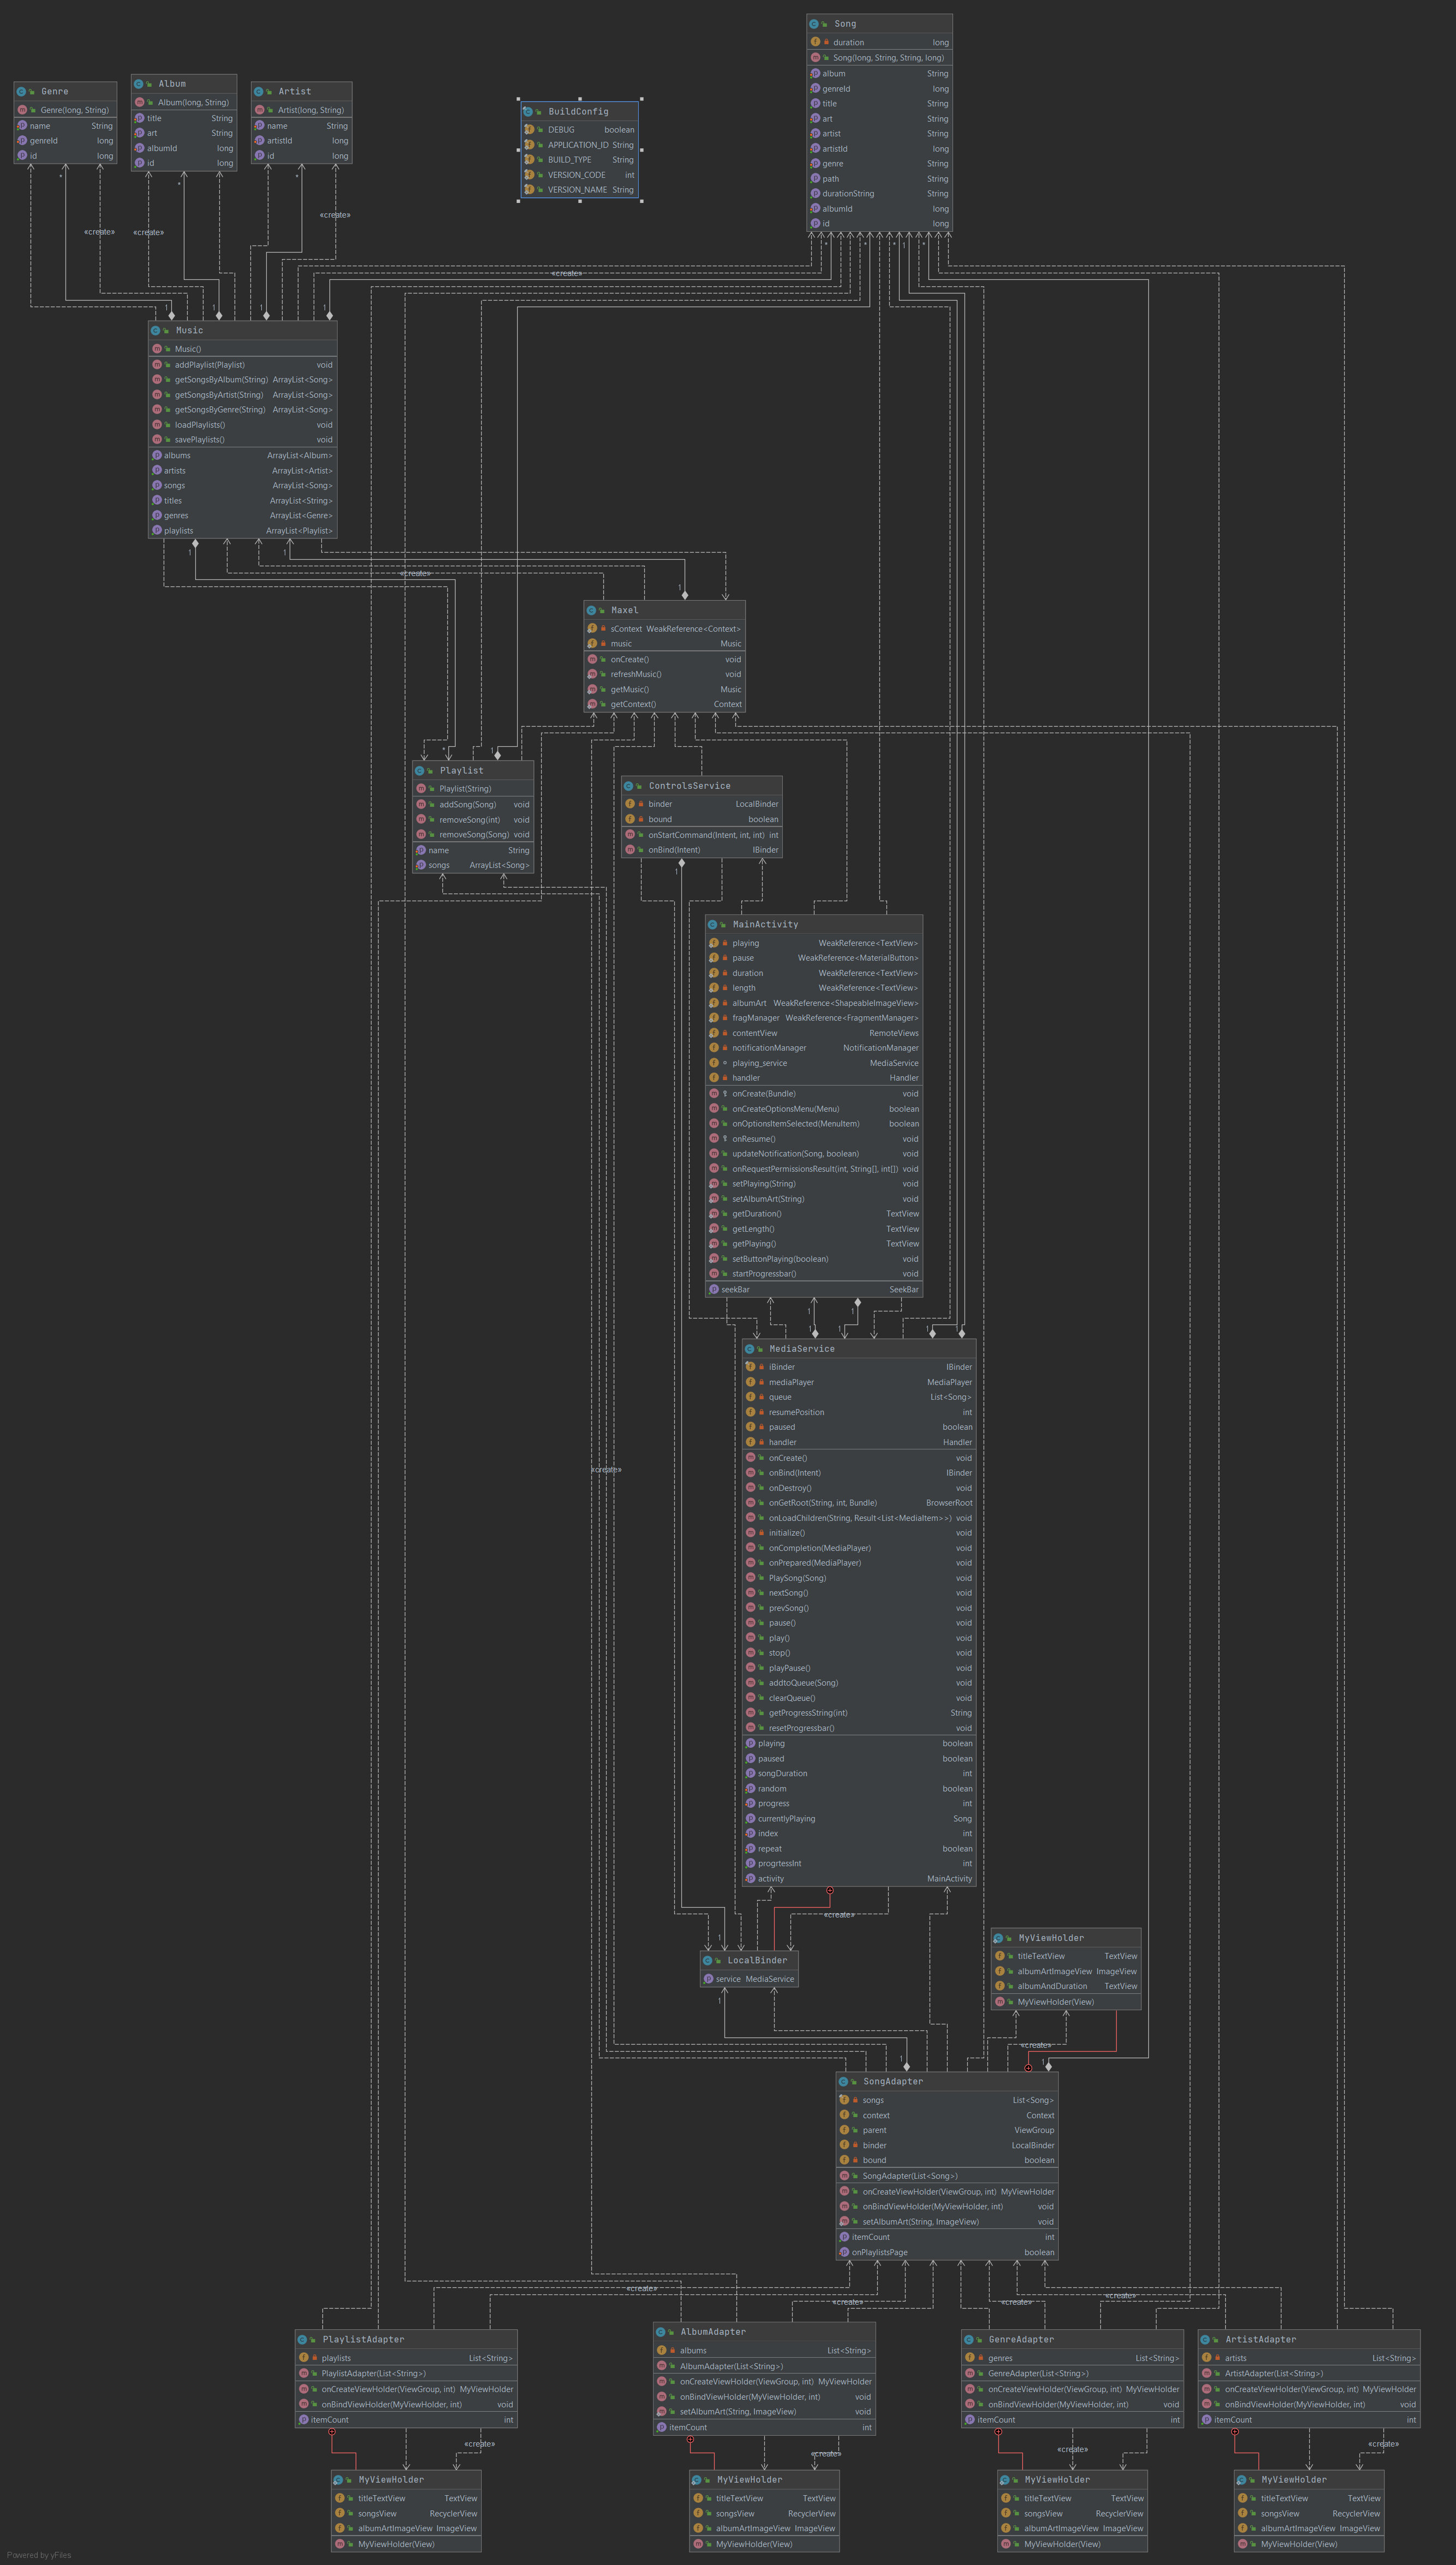 Song
duration long
Song(long, String, String, long)
album String
genreId long
title String
art String
artist String
artistId long
genre String
path String
durationString String
albumId long
id long
Genre
Genre(long, String)
name String
genreId long
id long
Album
Album(long, String)
title String
art String
albumId long
id long
Artist
Artist(long, String)
name String
artistId long
id long
BuildConfig
DEBUG boolean
APPLICATION_ID String
BUILD_TYPE String
VERSION_CODE int
VERSION_NAME String
«create»
«create»
«create»
«create»
Music
Music()
addPlaylist(Playlist) void
getSongsByAlbum(String) ArrayList<Song>
getSongsByArtist(String) ArrayList<Song>
getSongsByGenre(String) ArrayList<Song>
loadPlaylists() void
savePlaylists() void
albums ArrayList<Album>
artists ArrayList<Artist>
songs ArrayList<Song>
titles ArrayList<String>
genres ArrayList<Genre>
playlists ArrayList<Playlist>
«create»
Maxel
sContext WeakReference<Context>
music Music
onCreate() void
refreshMusic() void
getMusic() Music
getContext() Context
Playlist
Playlist(String)
addSong(Song) void
removeSong(int) void
removeSong(Song) void
name String
songs ArrayList<Song>
ControlsService
binder LocalBinder
bound boolean
onStartCommand(Intent, int, int) int
onBind(Intent) IBinder
MainActivity
playing WeakReference<TextView>
pause WeakReference<MaterialButton>
duration WeakReference<TextView>
length WeakReference<TextView>
albumArt WeakReference<ShapeableImageView>
fragManager WeakReference<FragmentManager>
contentView RemoteViews
notificationManager NotificationManager
playing_service MediaService
handler Handler
onCreate(Bundle) void
onCreateOptionsMenu(Menu) boolean
onOptionsItemSelected(MenuItem) boolean
onResume() void
updateNotification(Song, boolean) void
onRequestPermissionsResult(int, String[], int[]) void
setPlaying(String) void
setAlbumArt(String) void
getDuration() TextView
getLength() TextView
getPlaying() TextView
setButtonPlaying(boolean) void
startProgressbar() void
seekBar SeekBar
MediaService
iBinder IBinder
mediaPlayer MediaPlayer
queue List<Song>
resumePosition int
paused boolean
handler Handler
onCreate() void
onBind(Intent) IBinder
onDestroy() void
onGetRoot(String, int, Bundle) BrowserRoot
onLoadChildren(String, Result<List<MediaItem>>) void
initialize() void
onCompletion(MediaPlayer) void
onPrepared(MediaPlayer) void
PlaySong(Song) void
nextSong() void
prevSong() void
pause() void
play() void
stop() void
playPause() void
addtoQueue(Song) void
clearQueue() void
getProgressString(int) String
resetProgressbar() void
playing boolean
paused boolean
songDuration int
random boolean
progress int
currentlyPlaying Song
index int
repeat boolean
progrtessInt int
activity MainActivity
«create»
«create»
LocalBinder
service MediaService
MyViewHolder
titleTextView TextView
albumArtImageView ImageView
albumAndDuration TextView
MyViewHolder(View)
«create»
SongAdapter
songs List<Song>
context Context
parent ViewGroup
binder LocalBinder
bound boolean
SongAdapter(List<Song>)
onCreateViewHolder(ViewGroup, int) MyViewHolder
onBindViewHolder(MyViewHolder, int) void
setAlbumArt(String, ImageView) void
itemCount int
onPlaylistsPage boolean
«create»
«create»
«create»
«create»
PlaylistAdapter
playlists List<String>
PlaylistAdapter(List<String>)
onCreateViewHolder(ViewGroup, int) MyViewHolder
onBindViewHolder(MyViewHolder, int) void
itemCount int
AlbumAdapter
albums List<String>
AlbumAdapter(List<String>)
onCreateViewHolder(ViewGroup, int) MyViewHolder
onBindViewHolder(MyViewHolder, int) void
setAlbumArt(String, ImageView) void
itemCount int
GenreAdapter
genres List<String>
GenreAdapter(List<String>)
onCreateViewHolder(ViewGroup, int) MyViewHolder
onBindViewHolder(MyViewHolder, int) void
itemCount int
ArtistAdapter
artists List<String>
ArtistAdapter(List<String>)
onCreateViewHolder(ViewGroup, int) MyViewHolder
onBindViewHolder(MyViewHolder, int) void
itemCount int
«create»
«create»
«create»
«create»
MyViewHolder
titleTextView TextView
songsView RecyclerView
albumArtImageView ImageView
MyViewHolder(View)
MyViewHolder
titleTextView TextView
songsView RecyclerView
albumArtImageView ImageView
MyViewHolder(View)
MyViewHolder
titleTextView TextView
songsView RecyclerView
albumArtImageView ImageView
MyViewHolder(View)
MyViewHolder
titleTextView TextView
songsView RecyclerView
albumArtImageView ImageView
MyViewHolder(View)
Powered by yFiles